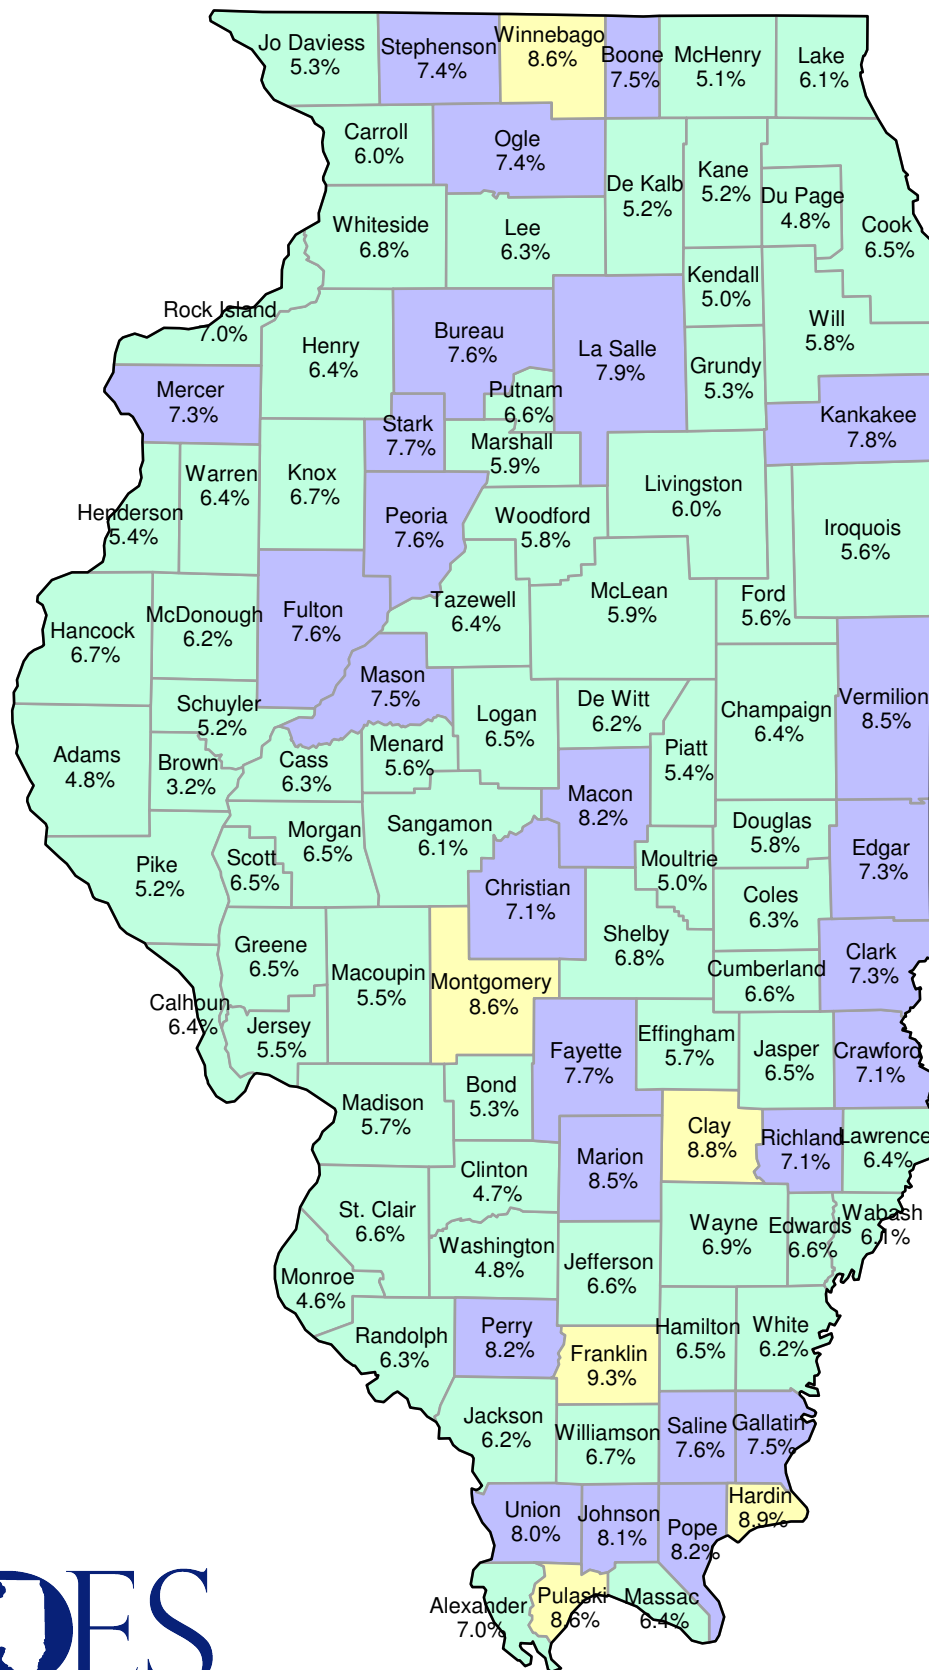 Jo Daviess
5.3%
Stephenson
7.4%
Winnebago
8.6%
Boone
7.5%
McHenry
5.1%
Lake
6.1%
Carroll
6.0%
Ogle
7.4%
De Kalb
5.2%
Kane
5.2%
Du Page
4.8%
Cook
6.5%
Whiteside
6.8%
Lee
6.3%
Kendall
5.0%
Rock Island
7.0%
Henry
6.4%
Bureau
7.6%
La Salle
7.9%
Will
5.8%
Grundy
5.3%
Mercer
7.3%
Putnam
6.6%
Kankakee
7.8%
Stark
7.7%
Marshall
5.9%
Warren
6.4%
Knox
6.7%
Livingston
6.0%
Henderson
5.4%
Peoria
7.6%
Woodford
5.8%
Iroquois
5.6%
Hancock
6.7%
McDonough
6.2%
Fulton
7.6%
Tazewell
6.4%
McLean
5.9%
Ford
5.6%
Mason
7.5%
Schuyler
5.2%
Logan
6.5%
De Witt
6.2%
Champaign
6.4%
Vermilion
8.5%
Adams
4.8%
Brown
3.2%
Cass
6.3%
Menard
5.6%
Piatt
5.4%
Macon
8.2%
Pike
5.2%
Scott
6.5%
Morgan
6.5%
Sangamon
6.1%
Douglas
5.8%
Edgar
7.3%
Moultrie
5.0%
Christian
7.1%
Coles
6.3%
Greene
6.5%
Macoupin
5.5%
Montgomery
8.6%
Shelby
6.8%
Cumberland
6.6%
Clark
7.3%
Calhoun
6.4%
Jersey
5.5%
Fayette
7.7%
Effingham
5.7%
Jasper
6.5%
Crawford
7.1%
Madison
5.7%
Bond
5.3%
Clay
8.8%
Richland
7.1%
Lawrence
6.4%
Clinton
4.7%
Marion
8.5%
St. Clair
6.6%
Washington
4.8%
Wayne
6.9%
Edwards
6.6%
Wabash
6.1%
Monroe
4.6%
Jefferson
6.6%
Randolph
6.3%
Perry
8.2%
Franklin
9.3%
Hamilton
6.5%
White
6.2%
Jackson
6.2%
Williamson
6.7%
Saline
7.6%
Gallatin
7.5%
Union
8.0%
Johnson
8.1%
Pope
8.2%
Hardin
8.9%
Alexander
7.0%
Pulaski
8.6%
Massac
6.4%
DES